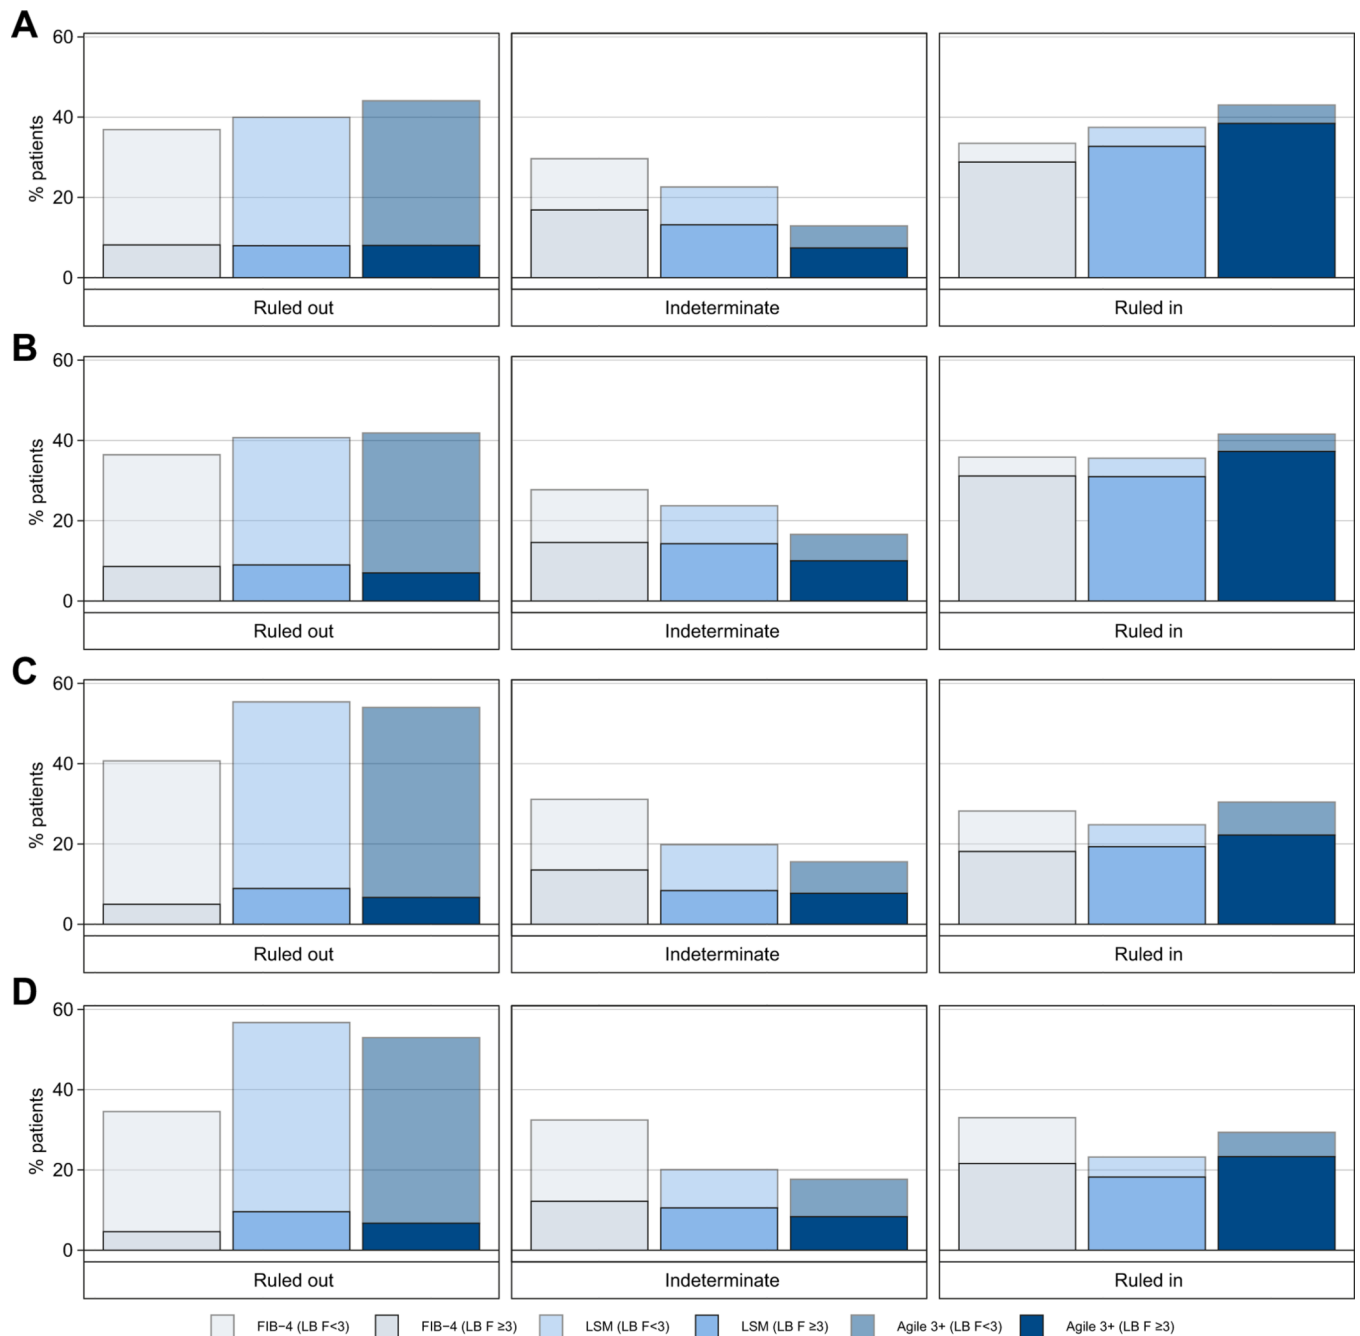 A
% patients
60
40
20
0
Ruled out
Indeterminate
Ruled in
B
% patients
60
40
20
0
Ruled out
Indeterminate
Ruled in
C
% patients
60
40
20
0
Ruled out
Indeterminate
Ruled in
D
% patients
60
40
20
0
Ruled out
Indeterminate
Ruled in
FIB−4 (LB F<3) FIB−4 (LB F ≥3) LSM (LB F<3) LSM (LB F ≥3) Agile 3+ (LB F<3) Agile 3+ (LB F ≥3)